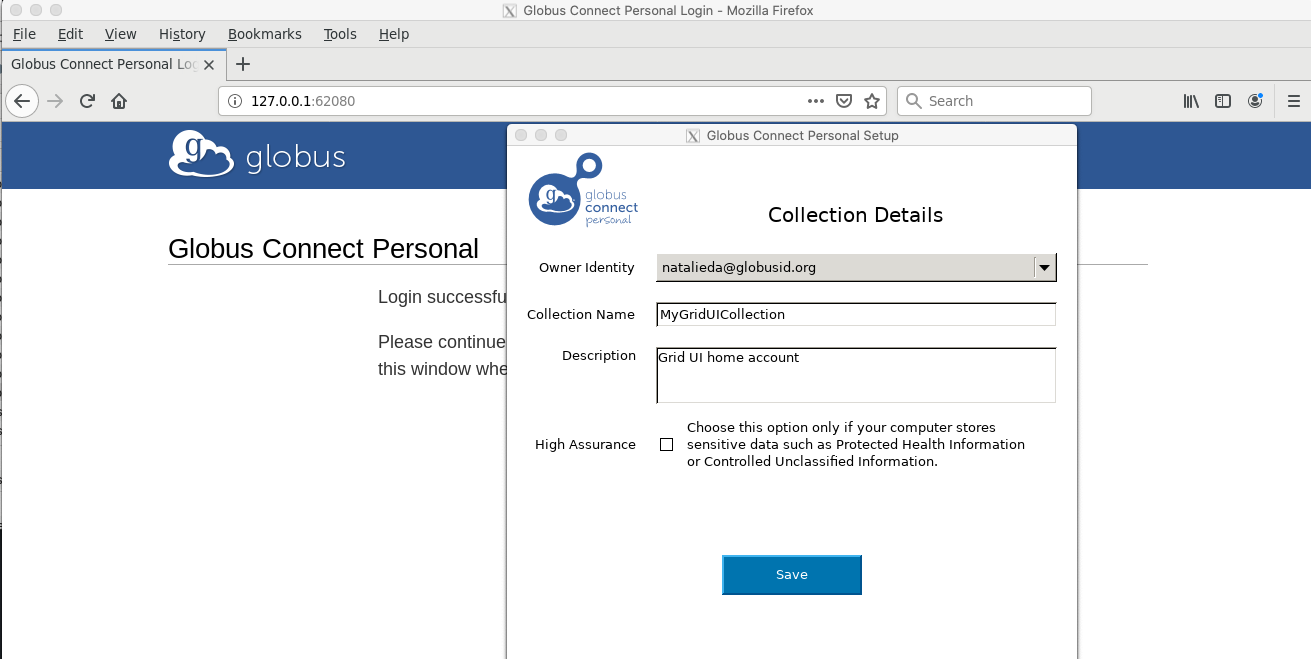 Globus Connect Personal Login - Mozilla Firefox
File Edit View History Bookmarks Tools Help
Globus Connect Personal Log
127.0.0.1:62080
Search
g globus
Globus Connect Personal
Login successfu
Please continue
this window whe
Globus Connect Personal Setup
g globus
connect
personal
Collection Details
Owner Identity natalieda@globusid.org
Collection Name MyGridUICollection
Description Grid UI home account
High Assurance
Choose this option only if your computer stores
sensitive data such as Protected Health Information
or Controlled Unclassified Information.
Save